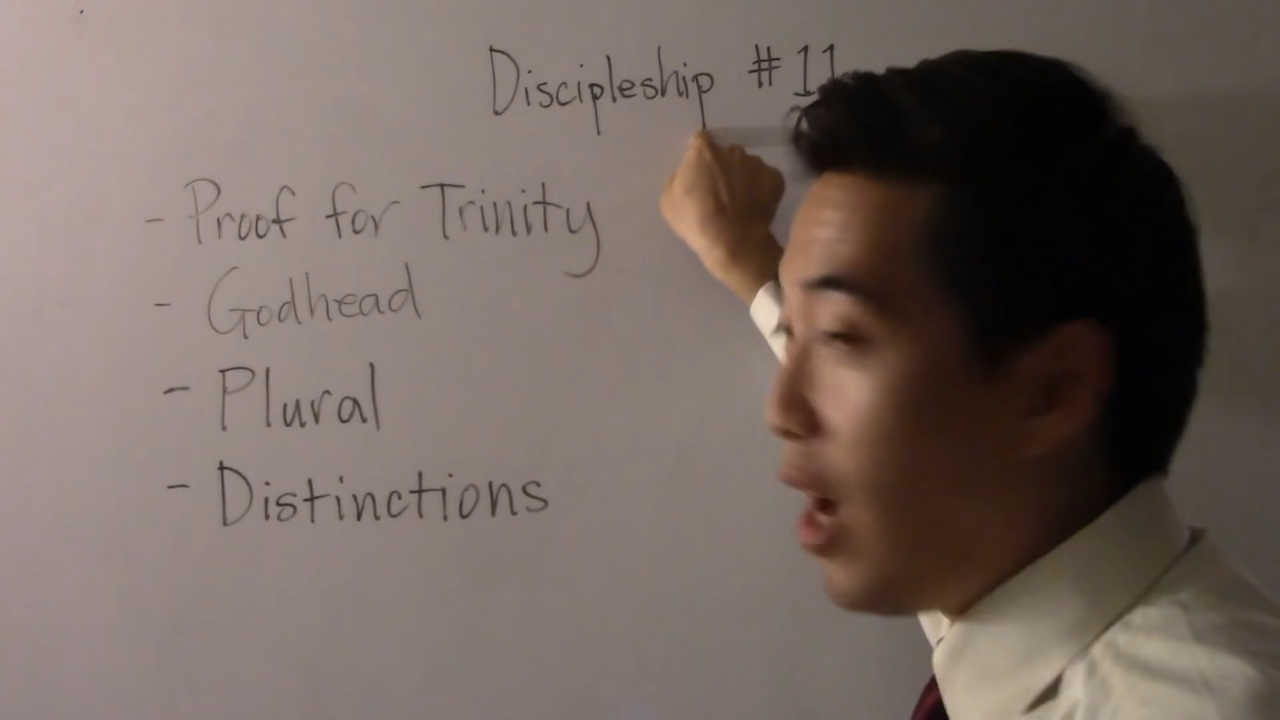 Discipleship #11
- Proof for Trinity
- Godhead
- Plural
- Distinctions